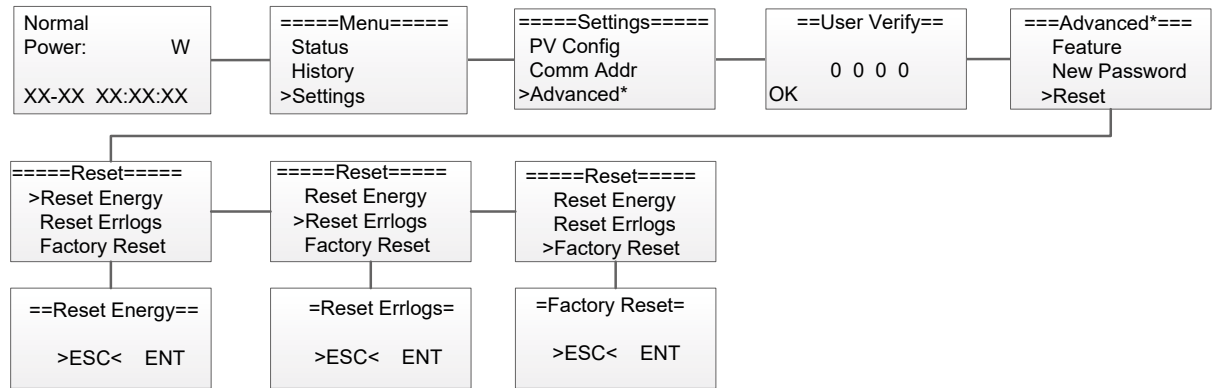 Normal
Power: W
XX-XX XX:XX:XX
=====Menu=====
Status
History
>Settings
=====Settings=====
PV Config
Comm Addr
>Advanced*
==User Verify==
0 0 0 0
OK
===Advanced*===
Feature
New Password
>Reset
=====Reset=====
>Reset Energy
Reset Errlogs
Factory Reset
=====Reset=====
Reset Energy
>Reset Errlogs
Factory Reset
=====Reset=====
Reset Energy
Reset Errlogs
>Factory Reset
==Reset Energy==
>ESC< ENT
=Reset Errlogs=
>ESC< ENT
=Factory Reset=
>ESC< ENT